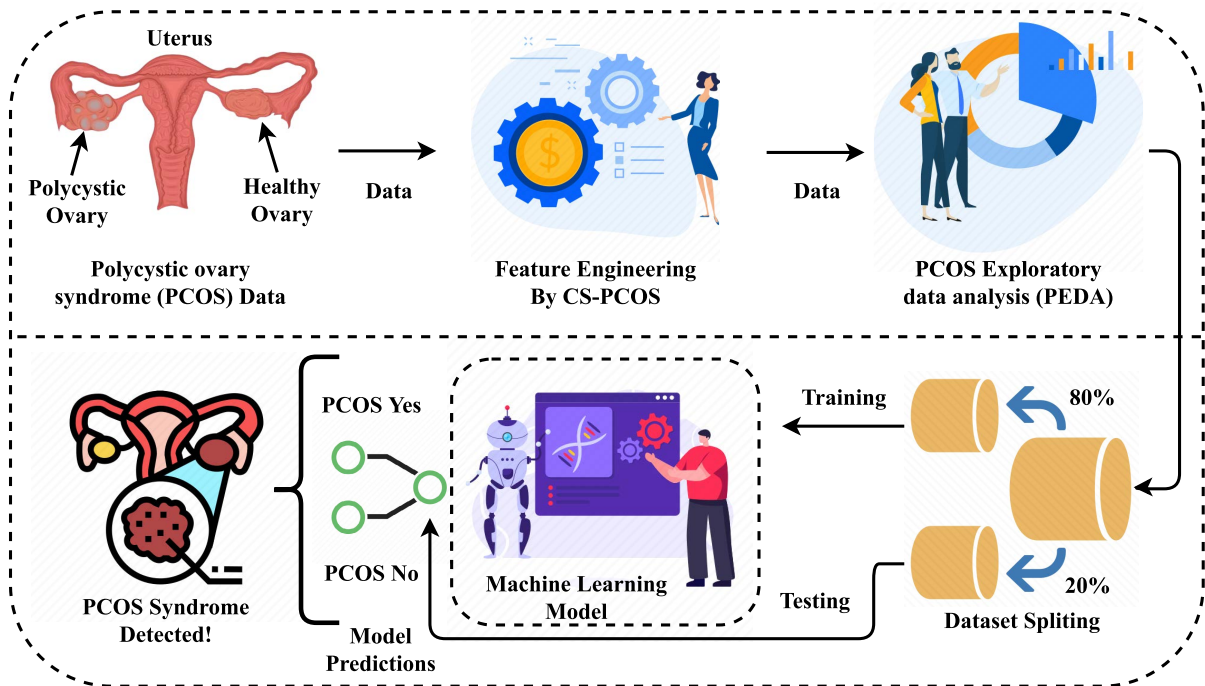 Uterus
Polycystic
Ovary
Healthy
Ovary
Polycystic ovary
syndrome (PCOS) Data
Data
Feature Engineering
By CS-PCOS
Data
PCOS Exploratory
data analysis (PEDA)
PCOS Syndrome
Detected!
PCOS Yes
PCOS No
Model
Predictions
Machine Learning
Model
Training
Testing
80%
20%
Dataset Spliting